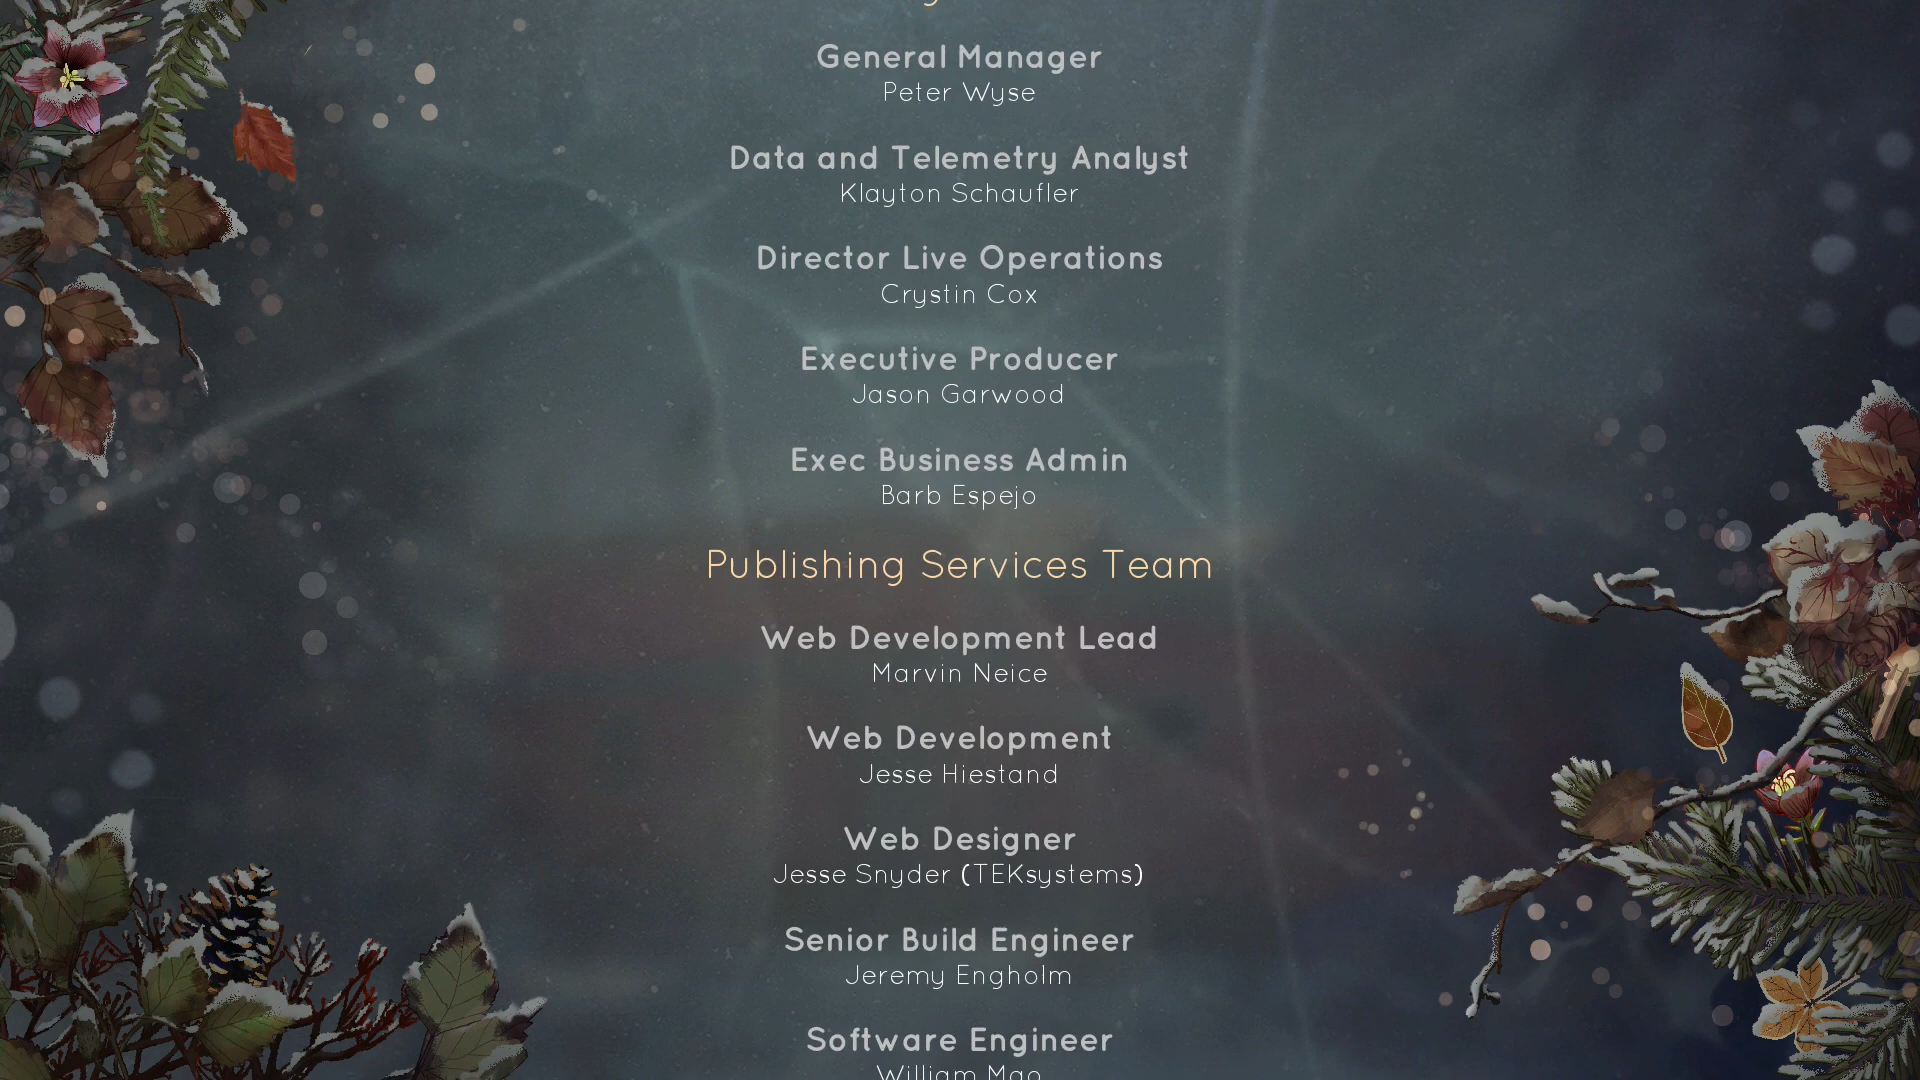 General Manager
Peter Wyse
Data and Telemetry Analyst
Klayton Schaufler
Director Live Operations
Crystin Cox
Executive Producer
Jason Garwood
Exec Business Admin
Barb Espejo
Publishing Services Team
Web Development Lead
Marvin Neice
Web Development
Jesse Hiestand
Web Designer
Jesse Snyder (TEKsystems)
Senior Build Engineer
Jeremy Engholm
Software Engineer
William Mao